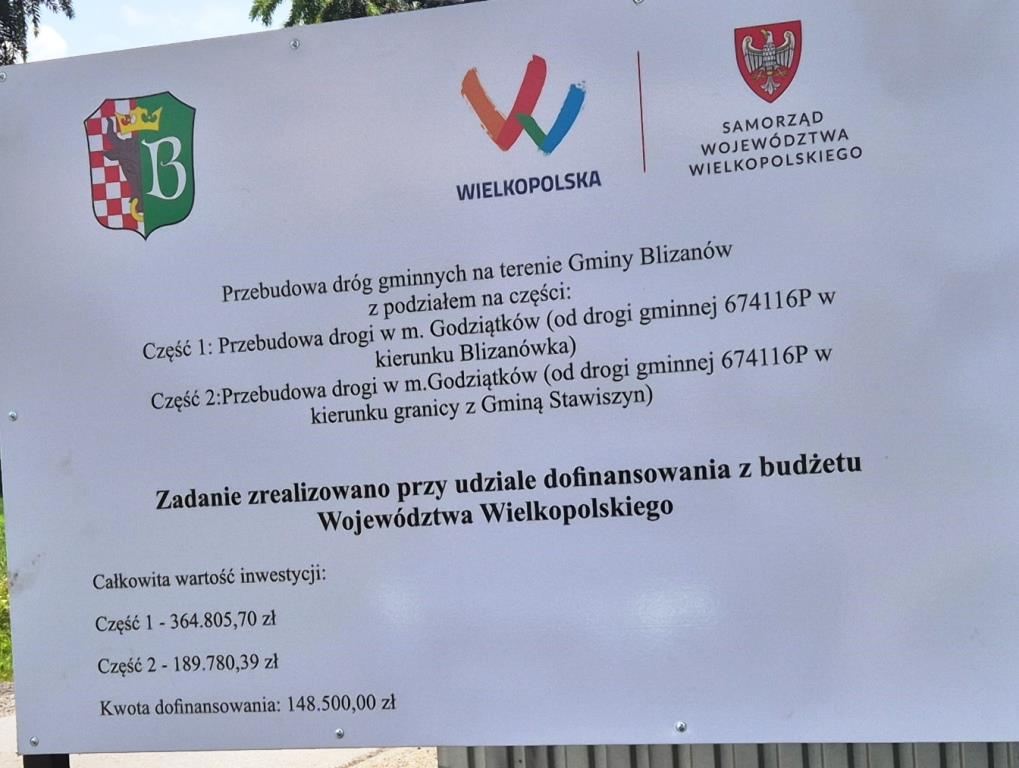 B
WIELKOPOLSKA
SAMORZĄD
WOJEWÓDZTWA
WIELKOPOLSKIEGO
Przebudowa dróg gminnych na terenie Gminy Blizanów
z podziałem na części:
Część 1: Przebudowa drogi w m. Godziątków (od drogi gminnej 674116P w
kierunku Blizanówka)
Część 2:Przebudowa drogi w m.Godziątków (od drogi gminnej 674116P w
kierunku granicy z Gminą Stawiszyn)
Zadanie zrealizowano przy udziale dofinansowania z budżetu
Województwa Wielkopolskiego
Całkowita wartość inwestycji:
Część 1 - 364.805,70 zł
Część 2 - 189.780,39 zł
Kwota dofinansowania: 148.500,00 zł